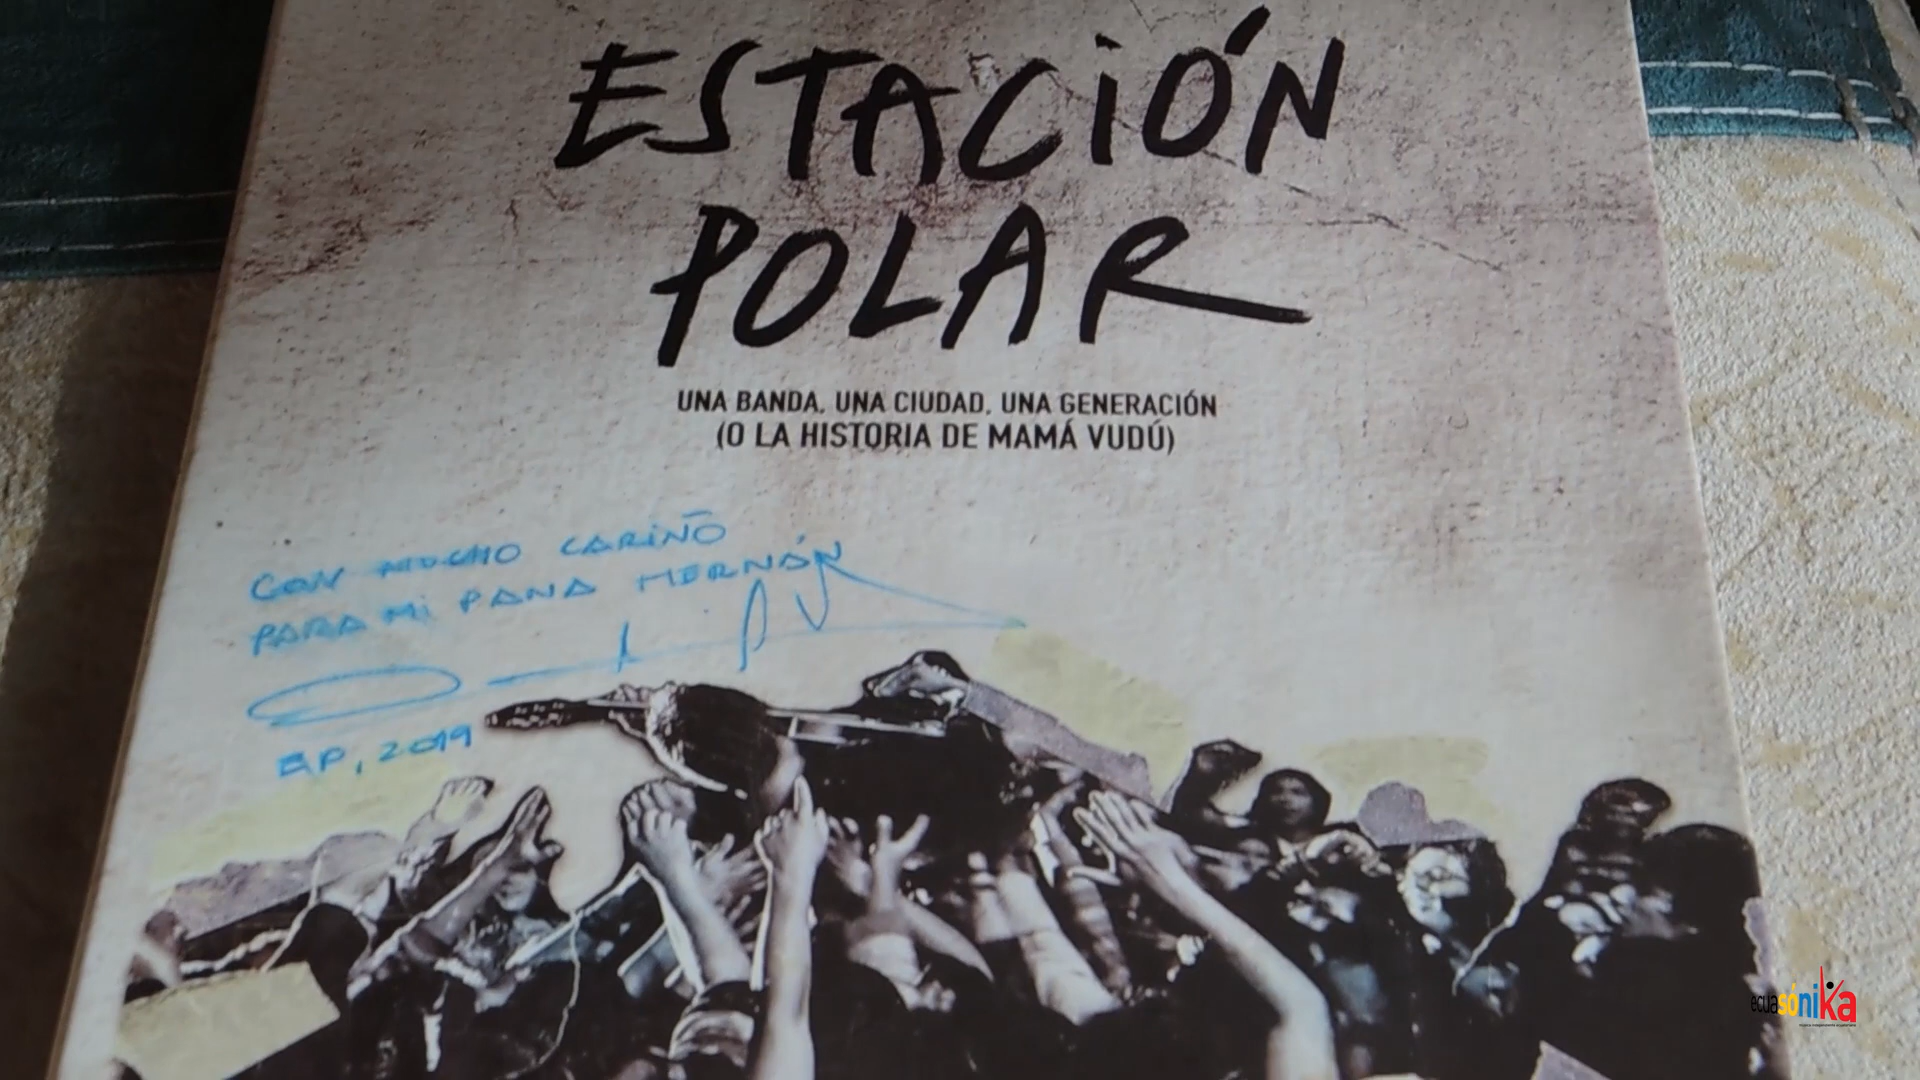 ESTACIÓN
POLAR
UNA BANDA, UNA CIUDAD, UNA GENERACIÓN
(O LA HISTORIA DE MAMÁ VUDÚ)
CON MUCHO CARIÑO
PARA MI PANA HERNÁN
EP, 2019
ecuasónika